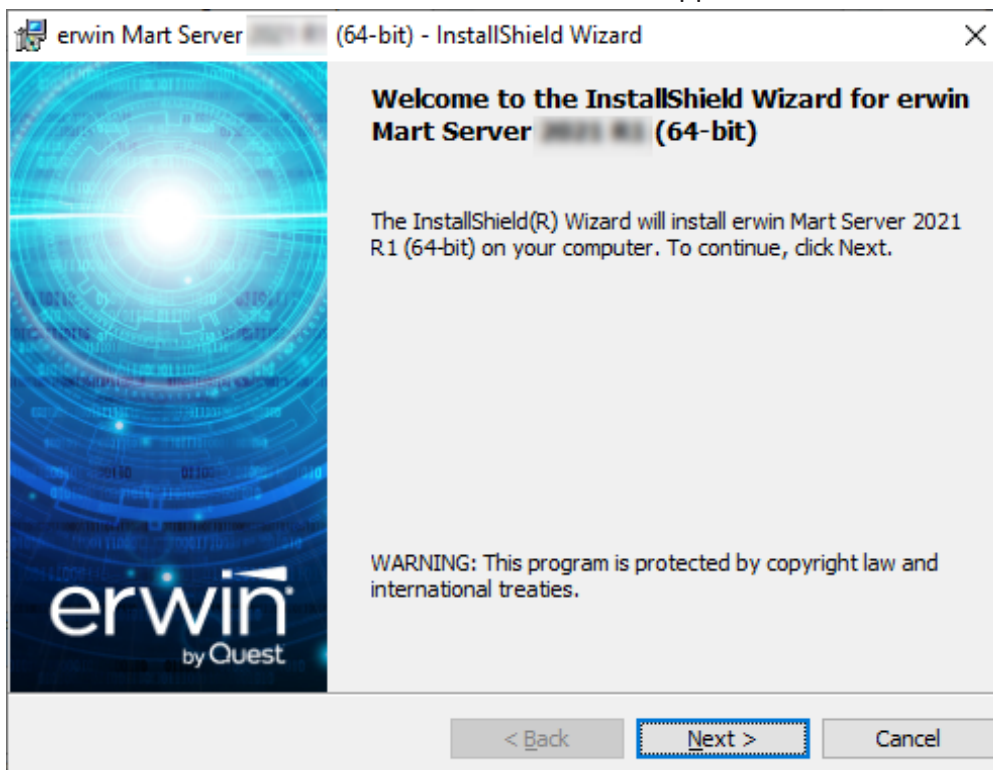 erwin Mart Server (64-bit) - InstallShield Wizard
Welcome to the InstallShield Wizard for erwin
Mart Server (64-bit)
The InstallShield(R) Wizard will install erwin Mart Server 2021
R1 (64-bit) on your computer. To continue, click Next.
WARNING: This program is protected by copyright law and
international treaties.
erwin
by Quest
< Back
Next >
Cancel